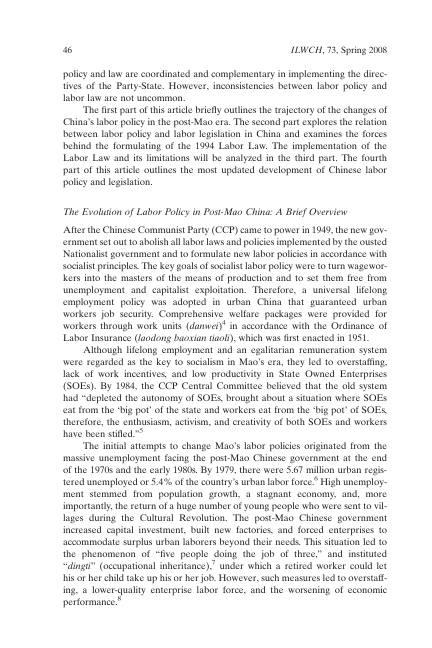 46 ILWCH, 73, Spring 2008
policy and law are coordinated and complementary in implementing the direc-
tives of the Party-State. However, inconsistencies between labor policy and
labor law are not uncommon.
The first part of this article briefly outlines the trajectory of the changes of
China's labor policy in the post-Mao era. The second part explores the relation
between labor policy and labor legislation in China and examines the forces
behind the formulating of the 1994 Labor Law. The implementation of the
Labor Law and its limitations will be analyzed in the third part. The fourth
part of this article outlines the most updated development of Chinese labor
policy and legislation.
The Evolution of Labor Policy in Post-Mao China: A Brief Overview
After the Chinese Communist Party (CCP) came to power in 1949, the new gov-
ernment set out to abolish all labor laws and policies implemented by the ousted
Nationalist government and to formulate new labor policies in accordance with
socialist principles. The key goals of socialist labor policy were to turn wagewor-
kers into the masters of the means of production and to set them free from
unemployment and capitalist exploitation. Therefore, a universal lifelong
employment policy was adopted in urban China that guaranteed urban
workers job security. Comprehensive welfare packages were provided for
workers through work units (danwei)4 in accordance with the Ordinance of
Labor Insurance (laodong baoxian tiaoli), which was first enacted in 1951.
Although lifelong employment and an egalitarian remuneration system
were regarded as the key to socialism in Mao's era, they led to overstaffing,
lack of work incentives, and low productivity in State Owned Enterprises
(SOEs). By 1984, the CCP Central Committee believed that the old system
had “depleted the autonomy of SOEs, brought about a situation where SOEs
eat from the ‘big pot’ of the state and workers eat from the ‘big pot’ of SOEs,
therefore, the enthusiasm, activism, and creativity of both SOEs and workers
have been stifled.”5
The initial attempts to change Mao's labor policies originated from the
massive unemployment facing the post-Mao Chinese government at the end
of the 1970s and the early 1980s. By 1979, there were 5.67 million urban regis-
tered unemployed or 5.4% of the country's urban labor force.6 High unemploy-
ment stemmed from population growth, a stagnant economy, and, more
importantly, the return of a huge number of young people who were sent to vil-
lages during the Cultural Revolution. The post-Mao Chinese government
increased capital investment, built new factories, and forced enterprises to
accommodate surplus urban laborers beyond their needs. This situation led to
the phenomenon of “five people doing the job of three,” and instituted
“dingti” (occupational inheritance),7 under which a retired worker could let
his or her child take up his or her job. However, such measures led to overstaff-
ing, a lower-quality enterprise labor force, and the worsening of economic
performance.8